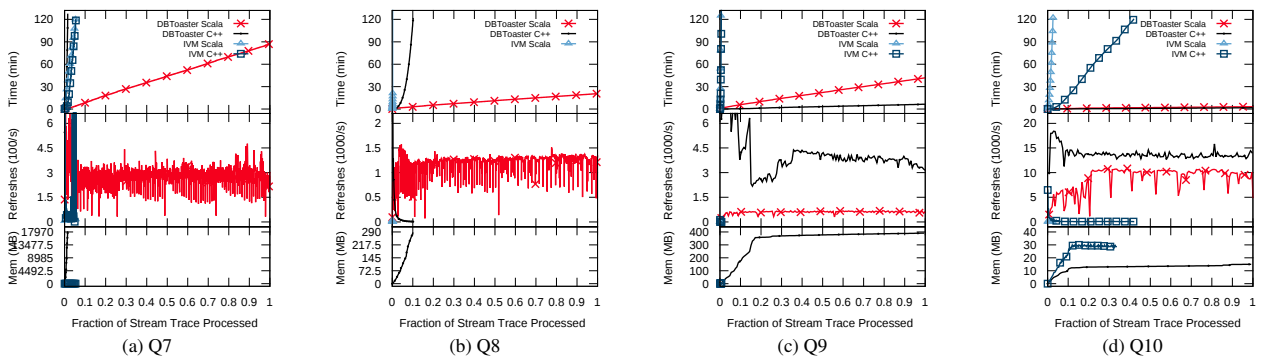 120
90
60
30
0
Time (min)
DBToaster Scala
DBToaster C++
IVM Scala
IVM C++
6
4.5
3
1.5
0
Refreshes (1000/s)
17970
13477.5
8985
4492.5
0
Mem (MB)
0 0.1 0.2 0.3 0.4 0.5 0.6 0.7 0.8 0.9 1
Fraction of Stream Trace Processed
(a) Q7
120
90
60
30
0
Time (min)
DBToaster Scala
DBToaster C++
IVM Scala
2
1.5
1
0.5
0
Refreshes (1000/s)
290
217.5
145
72.5
0
Mem (MB)
0 0.1 0.2 0.3 0.4 0.5 0.6 0.7 0.8 0.9 1
Fraction of Stream Trace Processed
(b) Q8
120
90
60
30
0
Time (min)
DBToaster Scala
DBToaster C++
IVM Scala
IVM C++
6
4.5
3
1.5
0
Refreshes (1000/s)
400
300
200
100
0
Mem (MB)
0 0.1 0.2 0.3 0.4 0.5 0.6 0.7 0.8 0.9 1
Fraction of Stream Trace Processed
(c) Q9
120
90
60
30
0
Time (min)
DBToaster Scala
DBToaster C++
IVM Scala
IVM C++
20
15
10
5
0
Refreshes (1000/s)
40
30
20
10
0
Mem (MB)
0 0.1 0.2 0.3 0.4 0.5 0.6 0.7 0.8 0.9 1
Fraction of Stream Trace Processed
(d) Q10